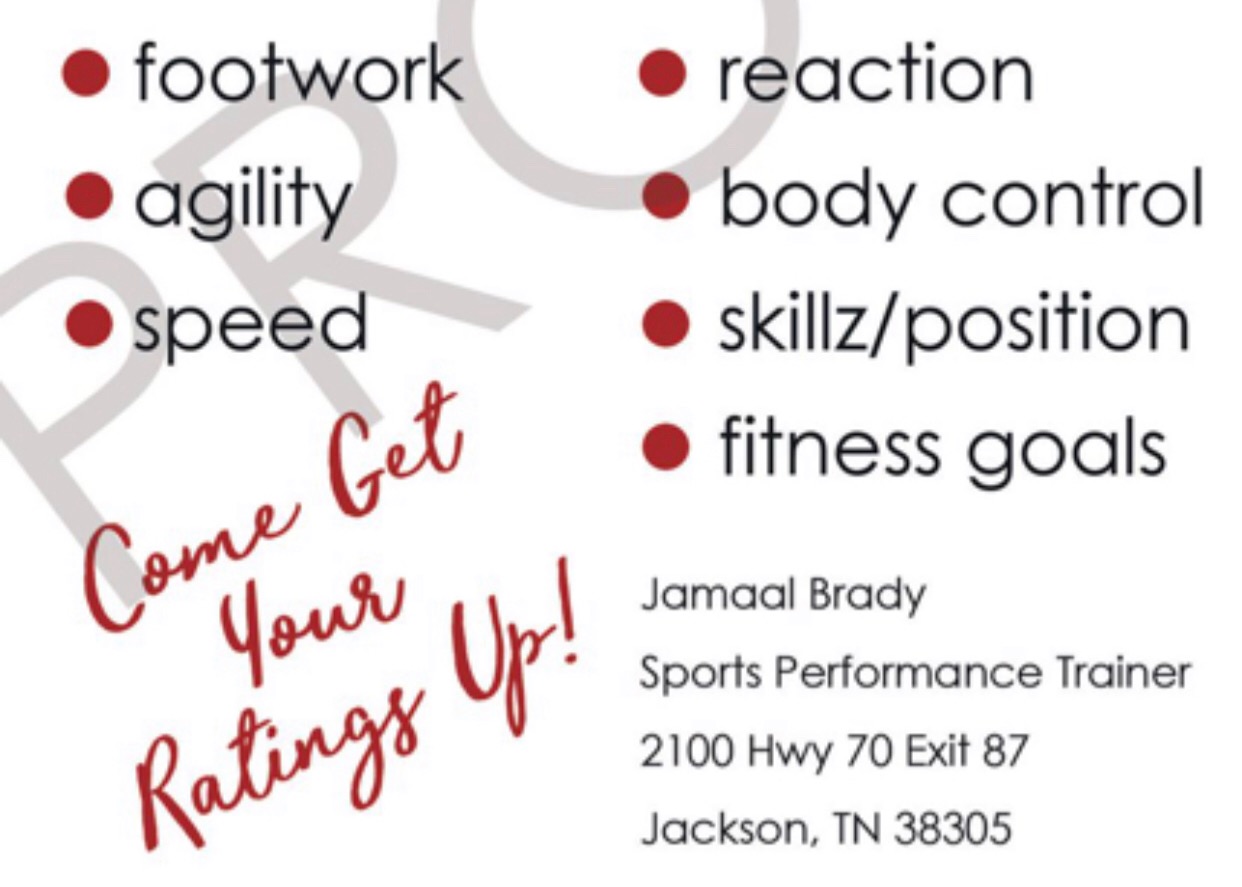 PRO
footwork
agility
speed
reaction
body control
skillz/position
fitness goals
Come Get
Your
Ratings Up!
Jamaal Brady
Sports Performance Trainer
2100 Hwy 70 Exit 87
Jackson, TN 38305